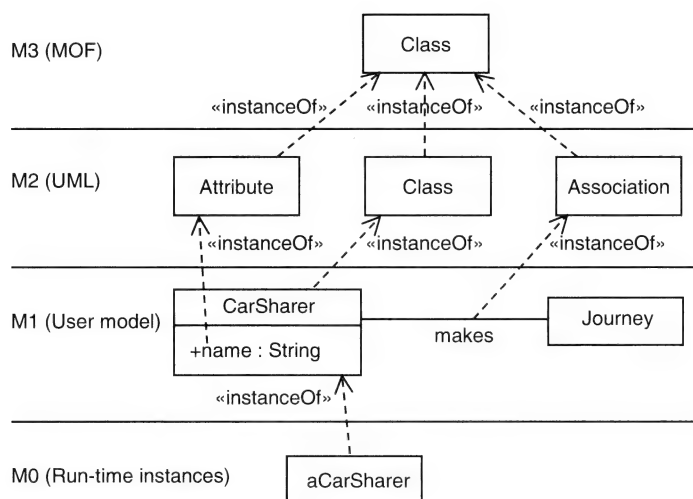 M3 (MOF)
Class
«instanceOf» «instanceOf» «instanceOf»
M2 (UML)
Attribute
Class
Association
«instanceOf» «instanceOf» «instanceOf»
M1 (User model)
CarSharer
+name : String
makes
Journey
«instanceOf»
M0 (Run-time instances)
aCarSharer